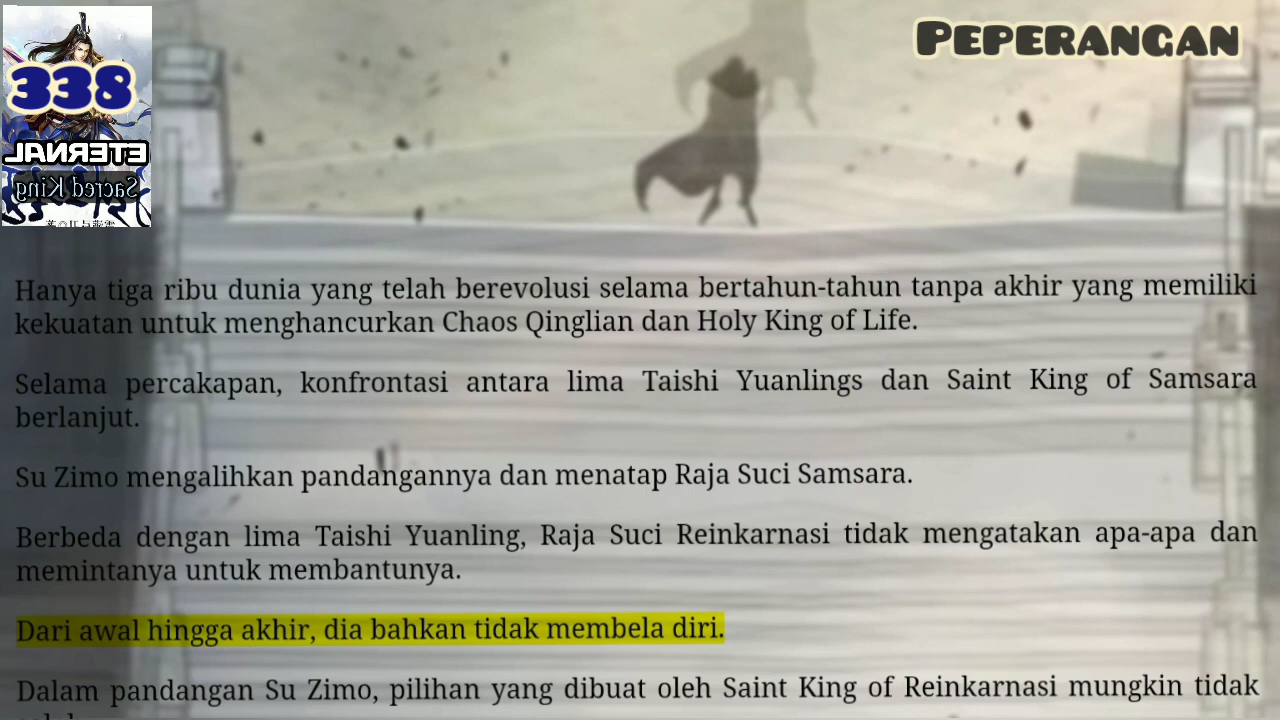 338
PEPERANGAN
ETERNAL
Sacred King
Hanya tiga ribu dunia yang telah berevolusi selama bertahun-tahun tanpa akhir yang memiliki
kekuatan untuk menghancurkan Chaos Qinglian dan Holy King of Life.
Selama percakapan, konfrontasi antara lima Taishi Yuanlings dan Saint King of Samsara
berlanjut.
Su Zimo mengalihkan pandangannya dan menatap Raja Suci Samsara.
Berbeda dengan lima Taishi Yuanling, Raja Suci Reinkarnasi tidak mengatakan apa-apa dan
memintanya untuk membantunya.
Dari awal hingga akhir, dia bahkan tidak membela diri.
Dalam pandangan Su Zimo, pilihan yang dibuat oleh Saint King of Reinkarnasi mungkin tidak